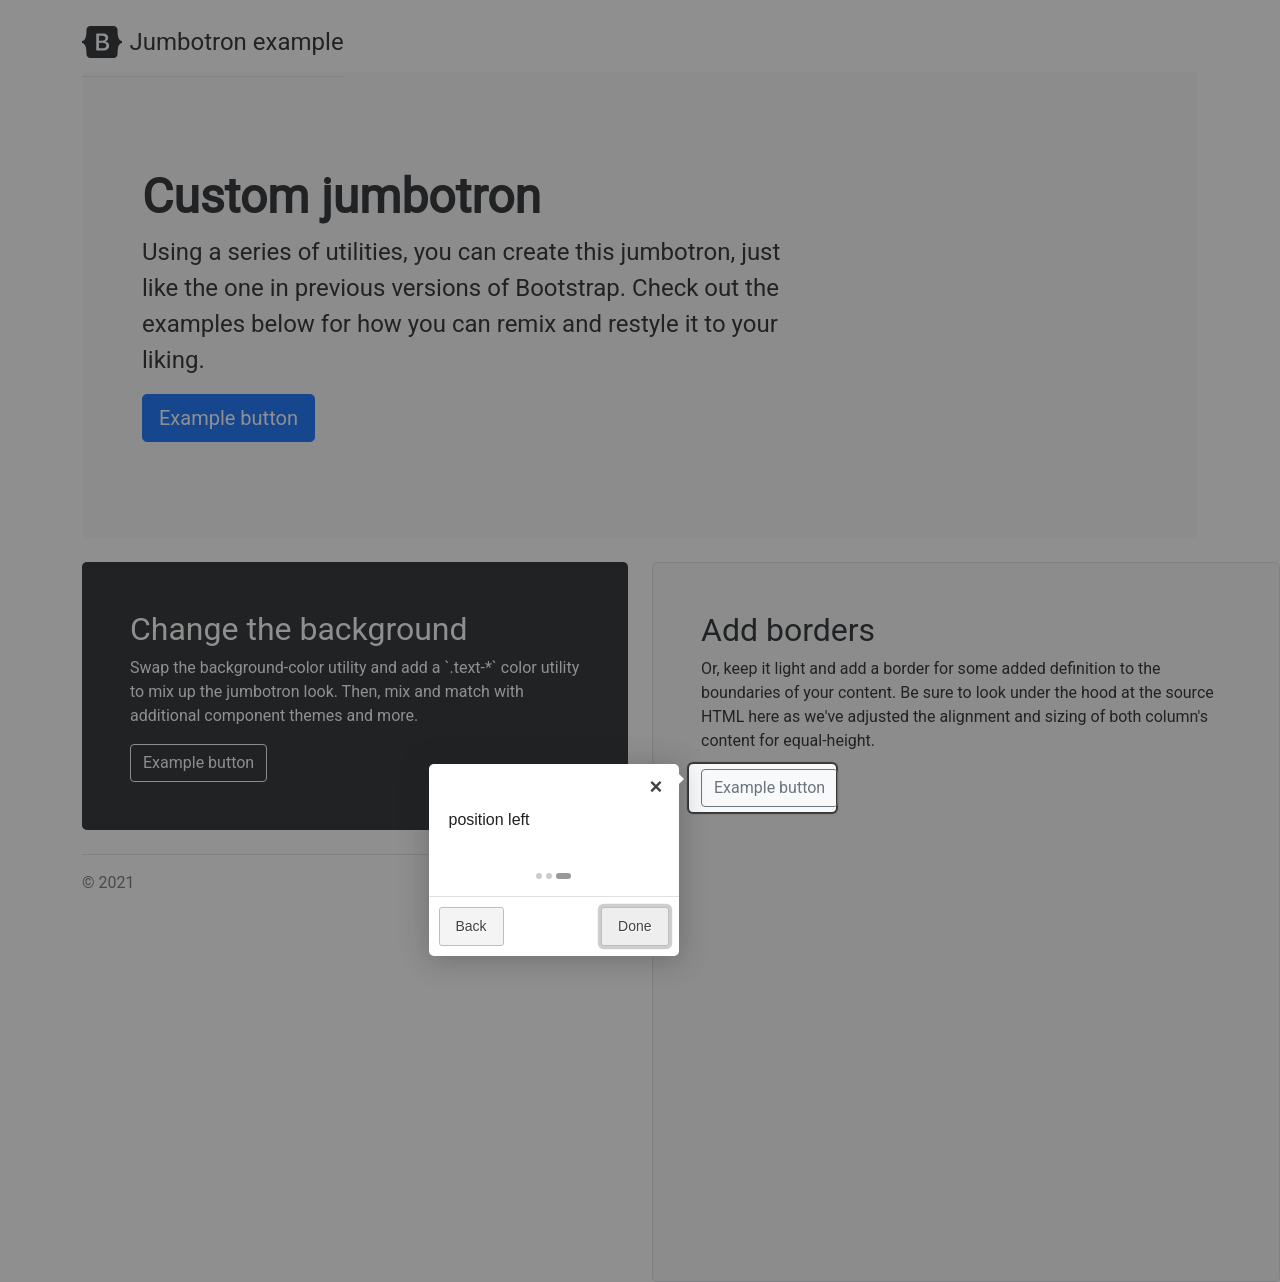 B Jumbotron example
Custom jumbotron
Using a series of utilities, you can create this jumbotron, just
like the one in previous versions of Bootstrap. Check out the
examples below for how you can remix and restyle it to your
liking.
Example button
Change the background
Swap the background-color utility and add a `.text-*` color utility
to mix up the jumbotron look. Then, mix and match with
additional component themes and more.
Example button
Add borders
Or, keep it light and add a border for some added definition to the
boundaries of your content. Be sure to look under the hood at the source
HTML here as we've adjusted the alignment and sizing of both column's
content for equal-height.
Example button
×
position left
Back
Done
© 2021